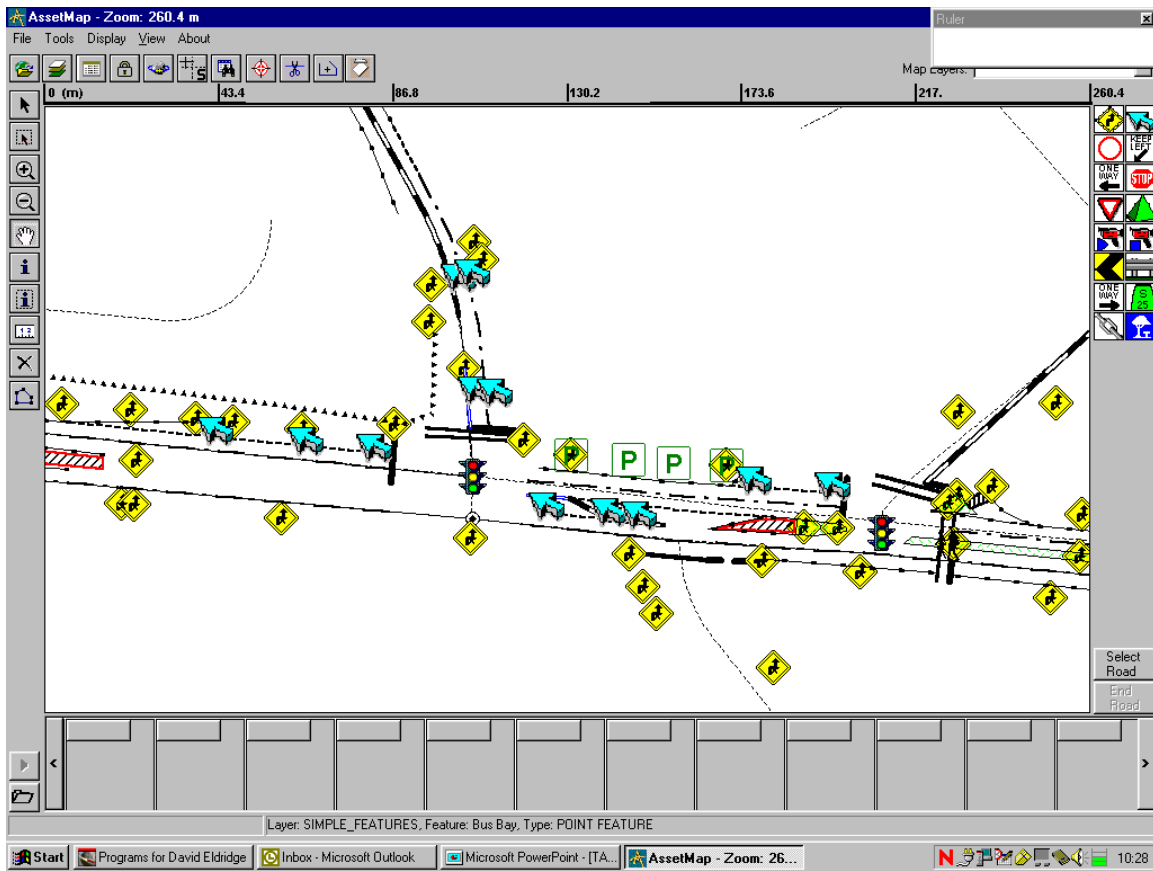 AssetMap - Zoom: 260.4 m
Ruler
File Tools Display View About
S
Map Layers:
0 (m) 43.4 86.8 130.2 173.6 217. 260.4
KEEP LEFT
ONE WAY STOP
ONE WAY S 25
i
i
1.2
P P P P
Select Road
End Road
Layer: SIMPLE_FEATURES, Feature: Bus Bay, Type: POINT FEATURE
Start Programs for David Eldridge Inbox - Microsoft Outlook Microsoft PowerPoint - [TA... AssetMap - Zoom: 26... N 10:28